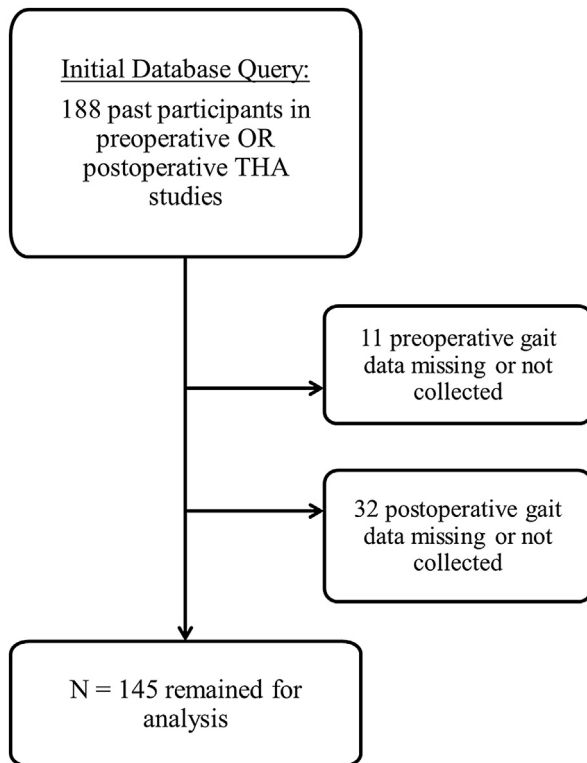 Initial Database Query:
188 past participants in
preoperative OR
postoperative THA
studies
11 preoperative gait
data missing or not
collected
32 postoperative gait
data missing or not
collected
N = 145 remained for
analysis